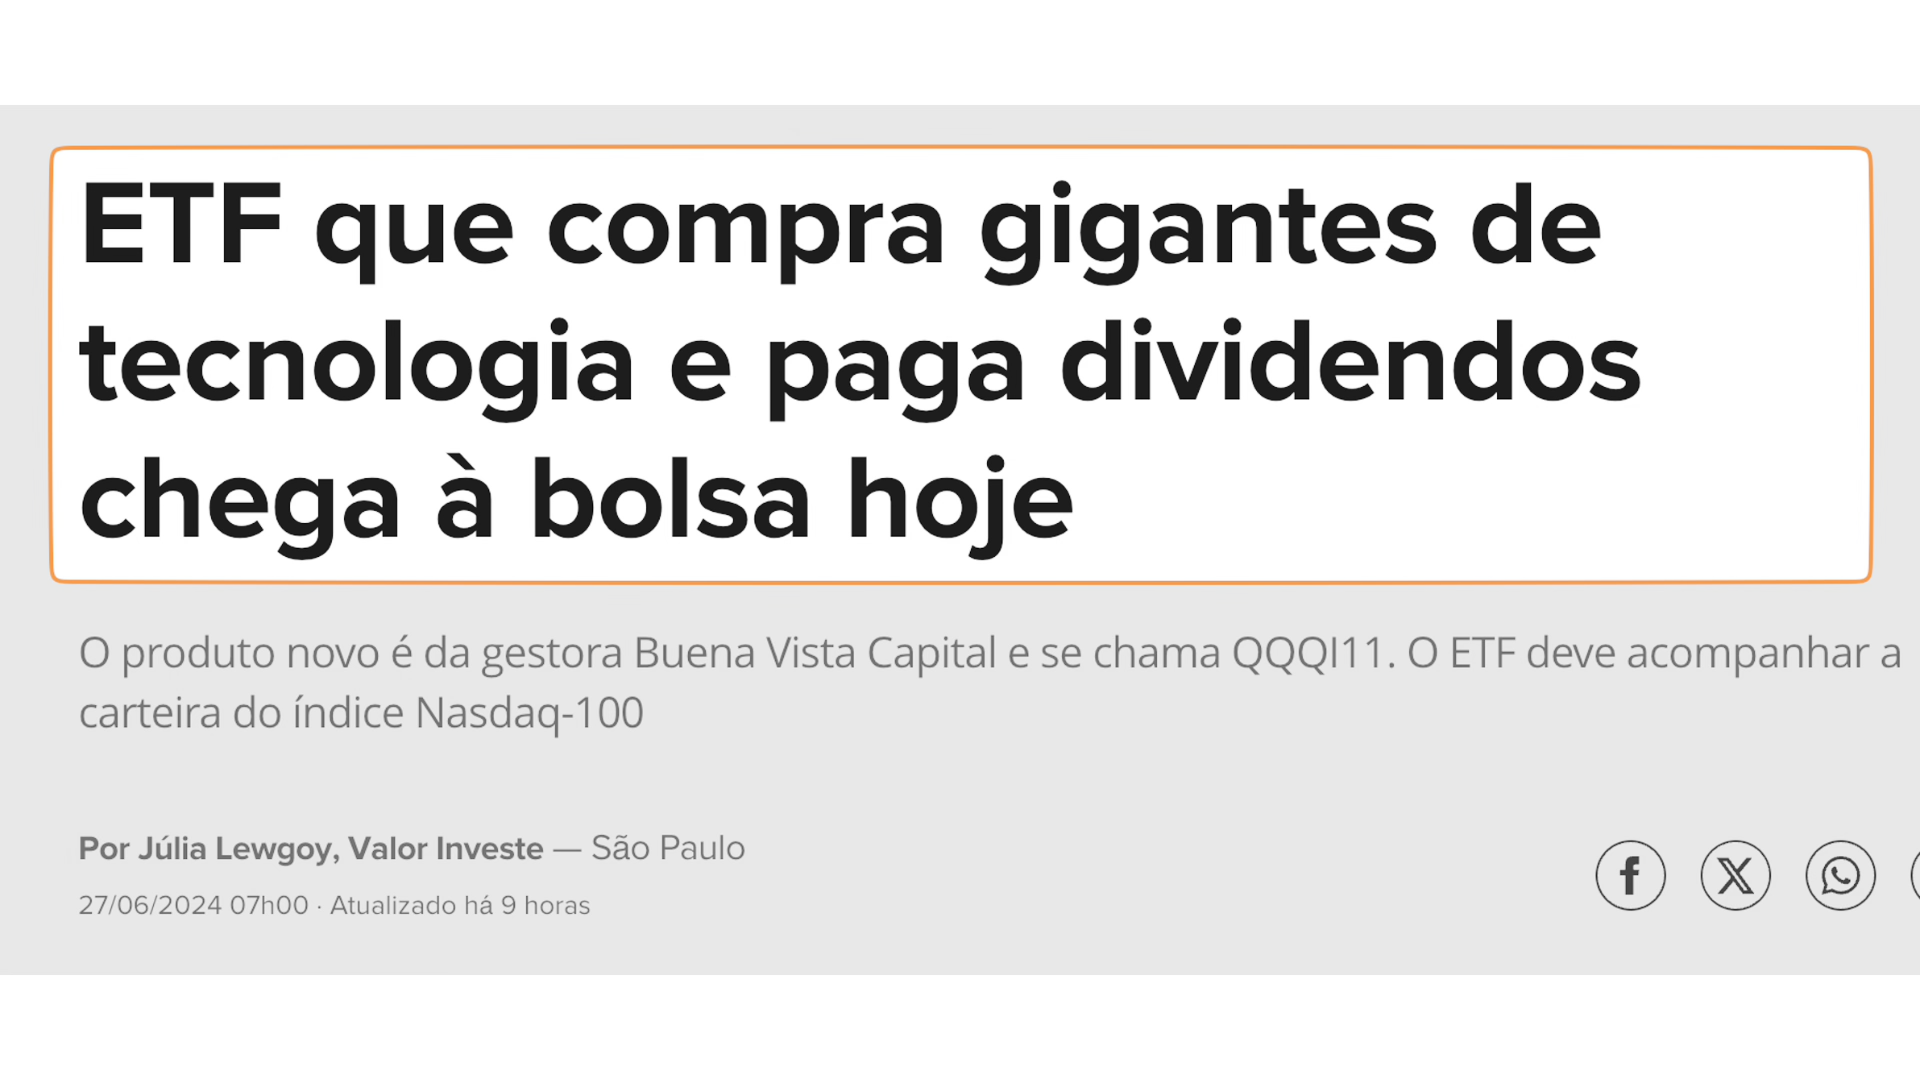 ETF que compra gigantes de
tecnologia e paga dividendos
chega à bolsa hoje
O produto novo é da gestora Buena Vista Capital e se chama QQQI11. O ETF deve acompanhar a
carteira do índice Nasdaq-100
Por Júlia Lewgoy, Valor Investe — São Paulo
27/06/2024 07h00 · Atualizado há 9 horas